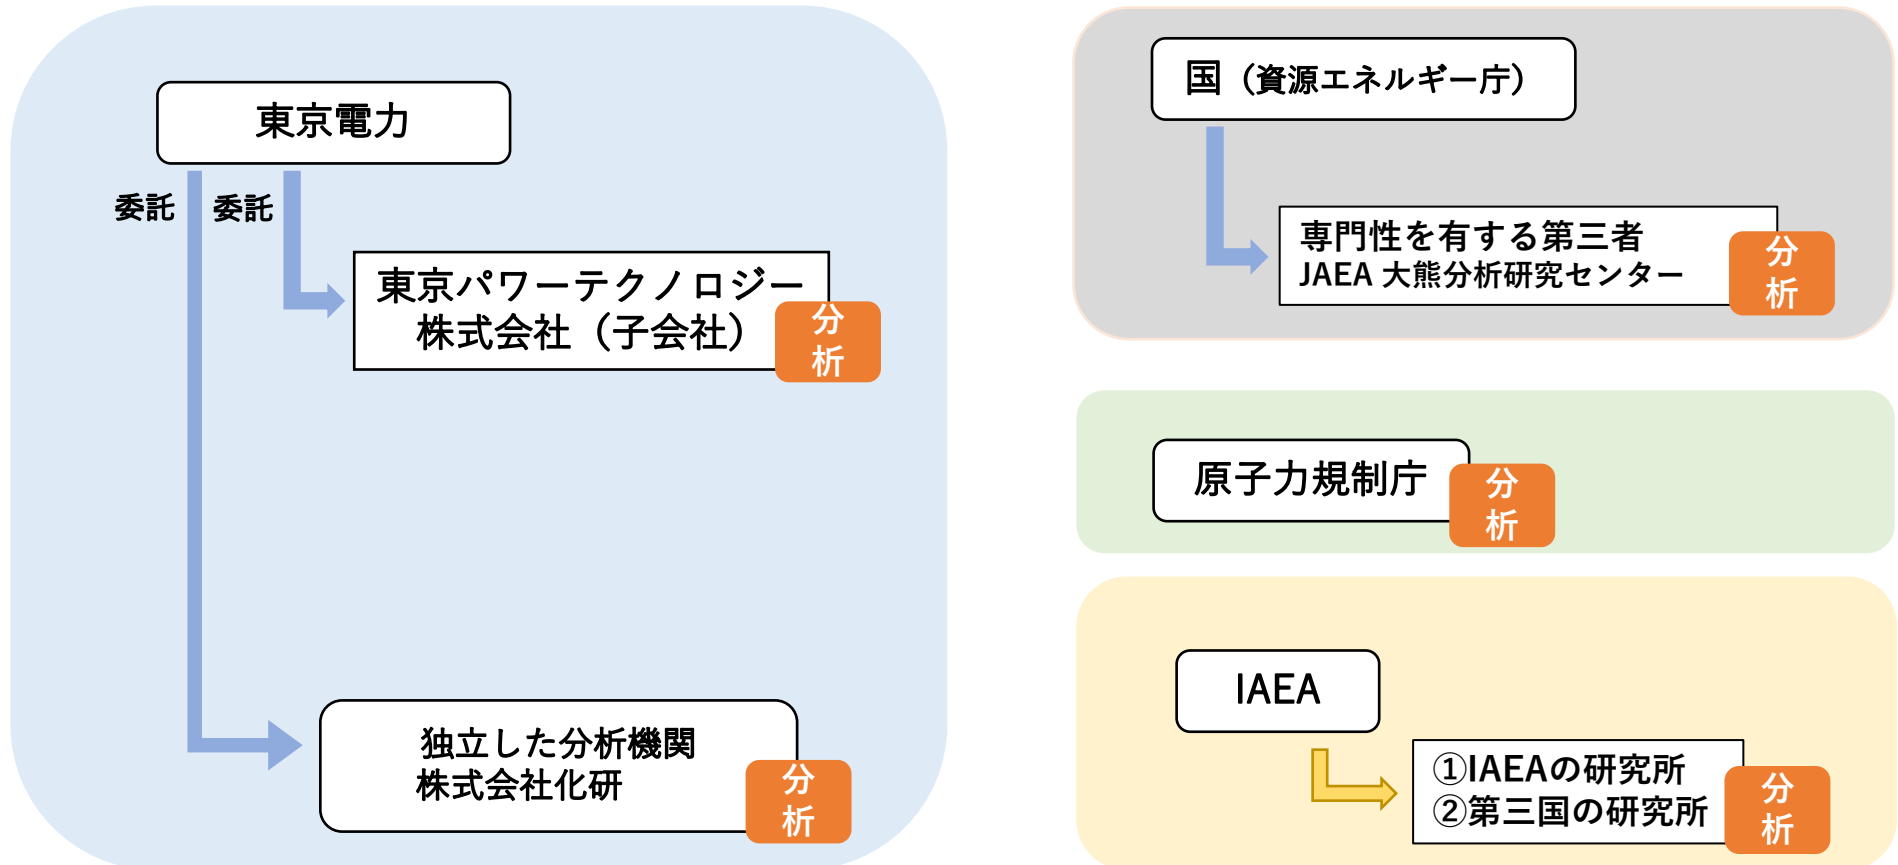 東京電力
委託
委託
東京パワーテクノロジー
株式会社（子会社）
分
析
独立した分析機関
株式会社化研
分
析
国（資源エネルギー庁）
専門性を有する第三者
JAEA 大熊分析研究センター
分
析
原子力規制庁
分
析
IAEA
①IAEAの研究所
②第三国の研究所
分
析